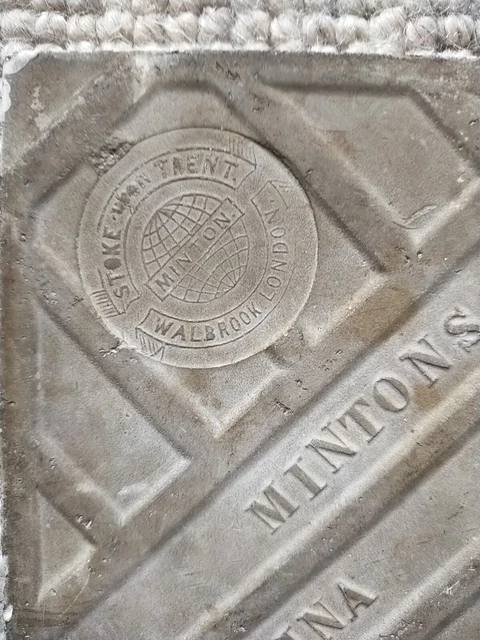 STOKE-UPON TRENT.
MINTON.
WALBROOK LONDON.
MINTONS
INA